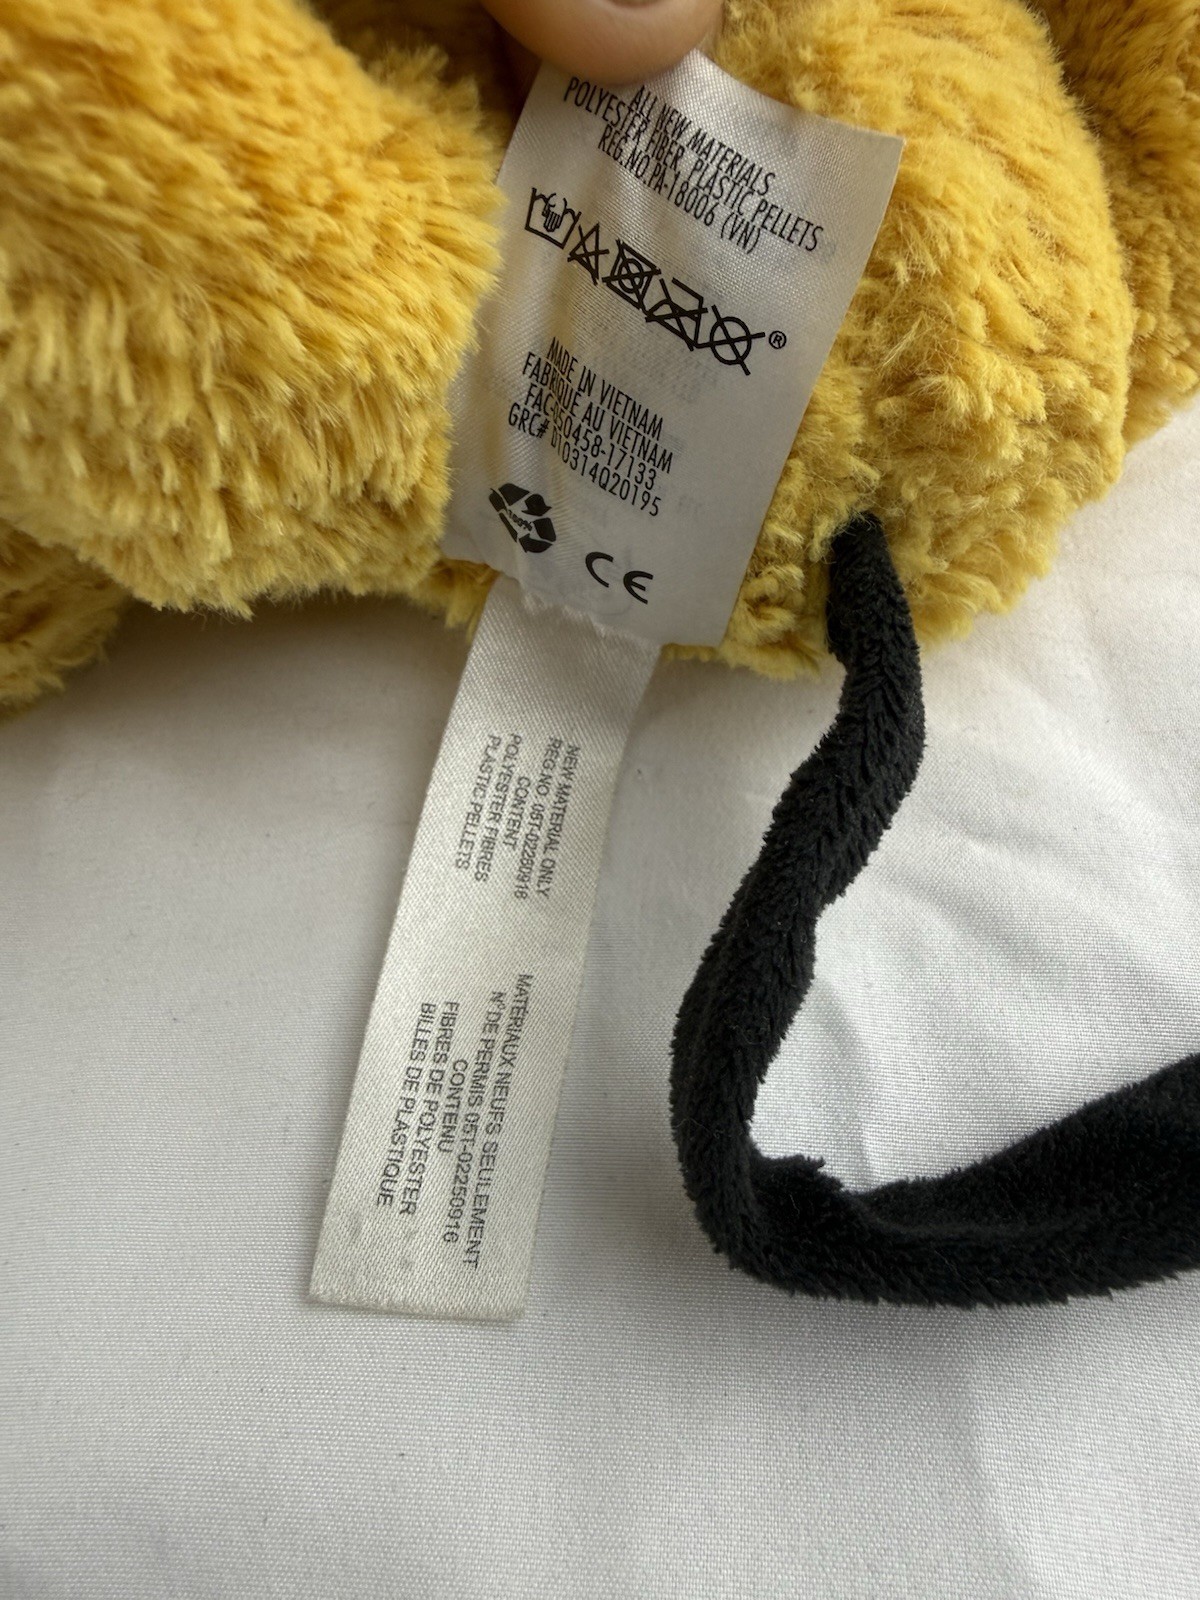 ALL NEW MATERIALS
POLYESTER FIBER, PLASTIC PELLETS
REG.NO.PA-18006 (VN)
®
MADE IN VIETNAM
FABRIQUÉ AU VIETNAM
FAC-050458-17133
GRC# D10314Q20195
100%
CE
NEW MATERIAL ONLY
REG NO. 05T-02250916
CONTENT
POLYESTER FIBRES
PLASTIC PELLETS
MATÉRIAUX NEUFS SEULEMENT
N° DE PERMIS 05T-02250916
CONTENU
FIBRES DE POLYESTER
BILLES DE PLASTIQUE